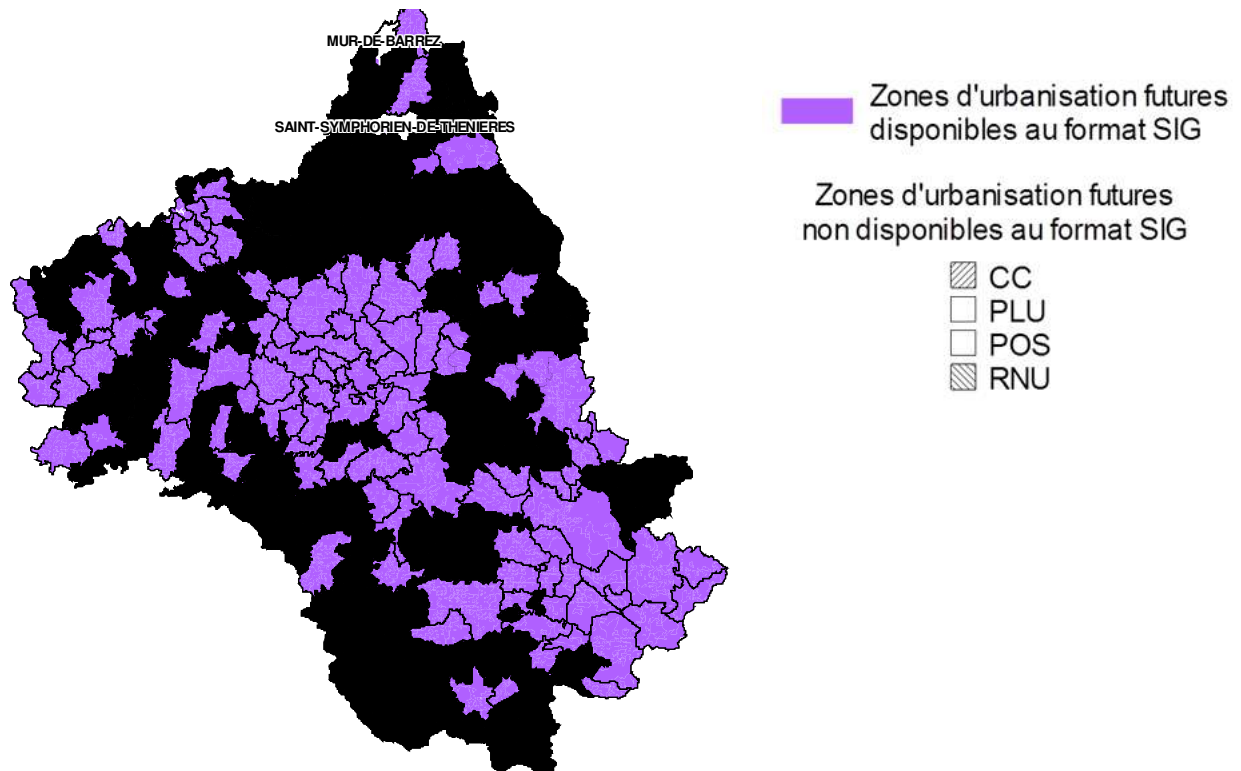 MUR-DE-BARREZ
SAINT-SYMPHORIEN-DE-THENIERES
Zones d'urbanisation futures
disponibles au format SIG
Zones d'urbanisation futures
non disponibles au format SIG
CC
PLU
POS
RNU